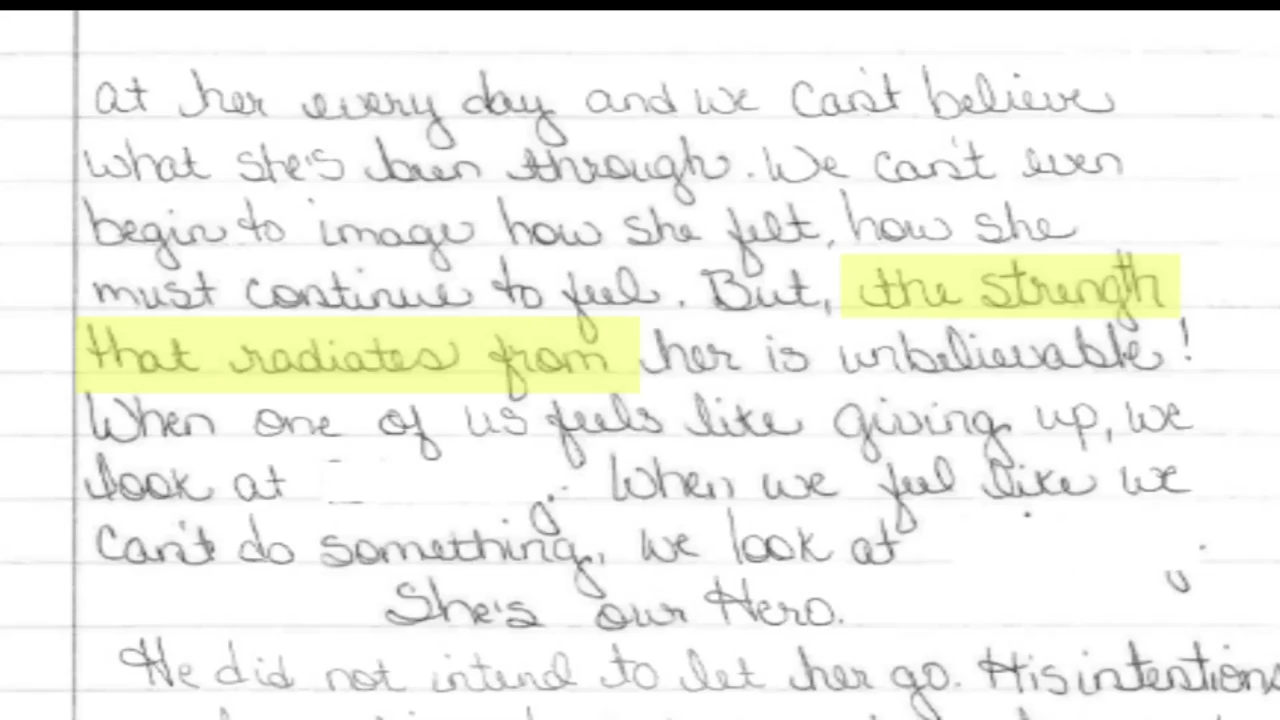 at her every day and we can't believe
what she's been through. We can't even
begin to image how she felt, how she
must continue to feel. But, the strength
that radiates from her is unbelievable!
When one of us feels like giving up, we
look at . When we feel like we
can't do something, we look at
She's our Hero.
He did not intend to let her go. His intentions